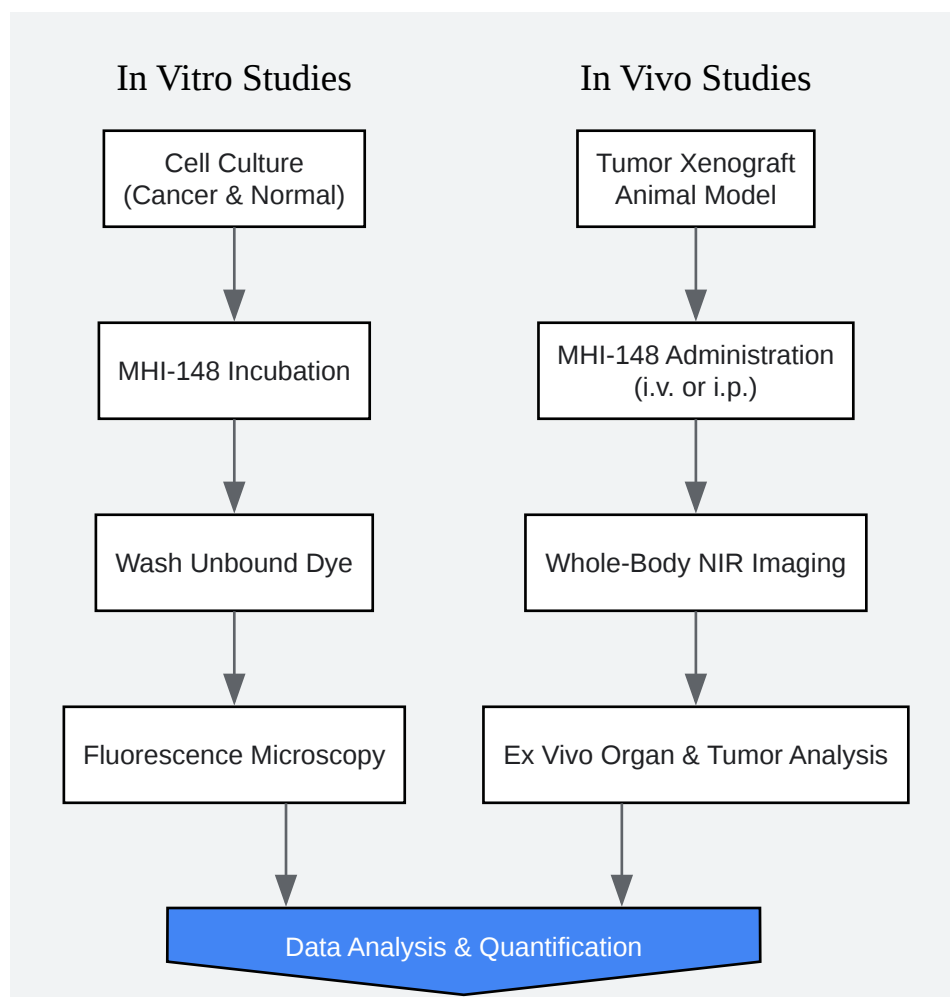 In Vitro Studies
Cell Culture
(Cancer & Normal)
MHI-148 Incubation
Wash Unbound Dye
Fluorescence Microscopy
In Vivo Studies
Tumor Xenograft
Animal Model
MHI-148 Administration
(i.v. or i.p.)
Whole-Body NIR Imaging
Ex Vivo Organ & Tumor Analysis
Data Analysis & Quantification